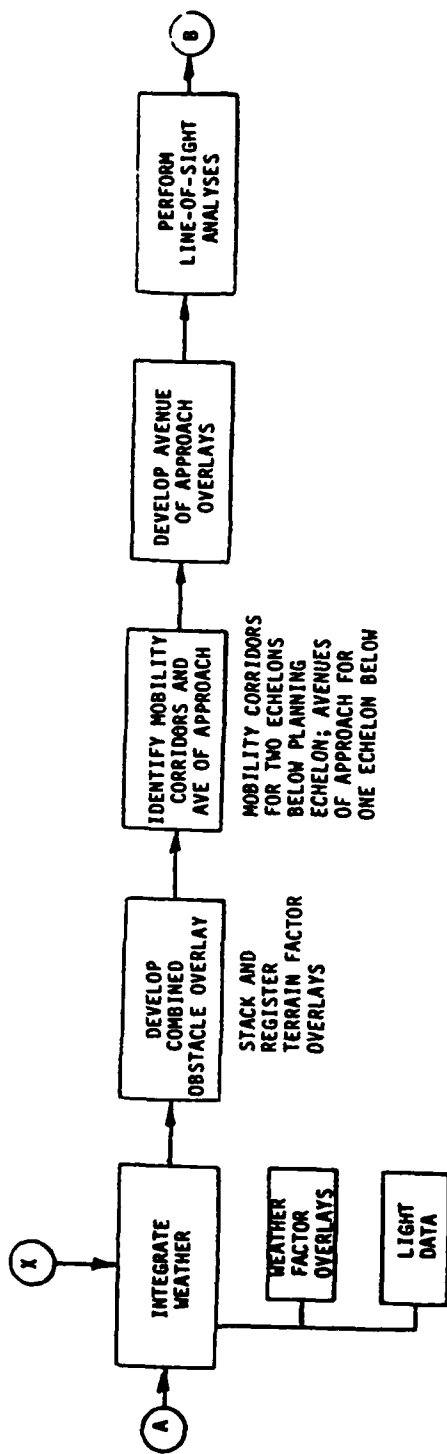 A
X
INTEGRATE
WEATHER
WEATHER
FACTOR
OVERLAYS
LIGHT
DATA
DEVELOP
COMBINED
OBSTACLE OVERLAY
STACK AND
REGISTER
TERRAIN FACTOR
OVERLAYS
IDENTIFY MOBILITY
CORRIDORS AND
AVE OF APPROACH
MOBILITY CORRIDORS
FOR TWO ECHELONS
BELOW PLANNING
ECHELON; AVENUES
OF APPROACH FOR
ONE ECHELON BELOW
DEVELOP AVENUE
OF APPROACH
OVERLAYS
PERFORM
LINE-OF-SIGHT
ANALYSES
B